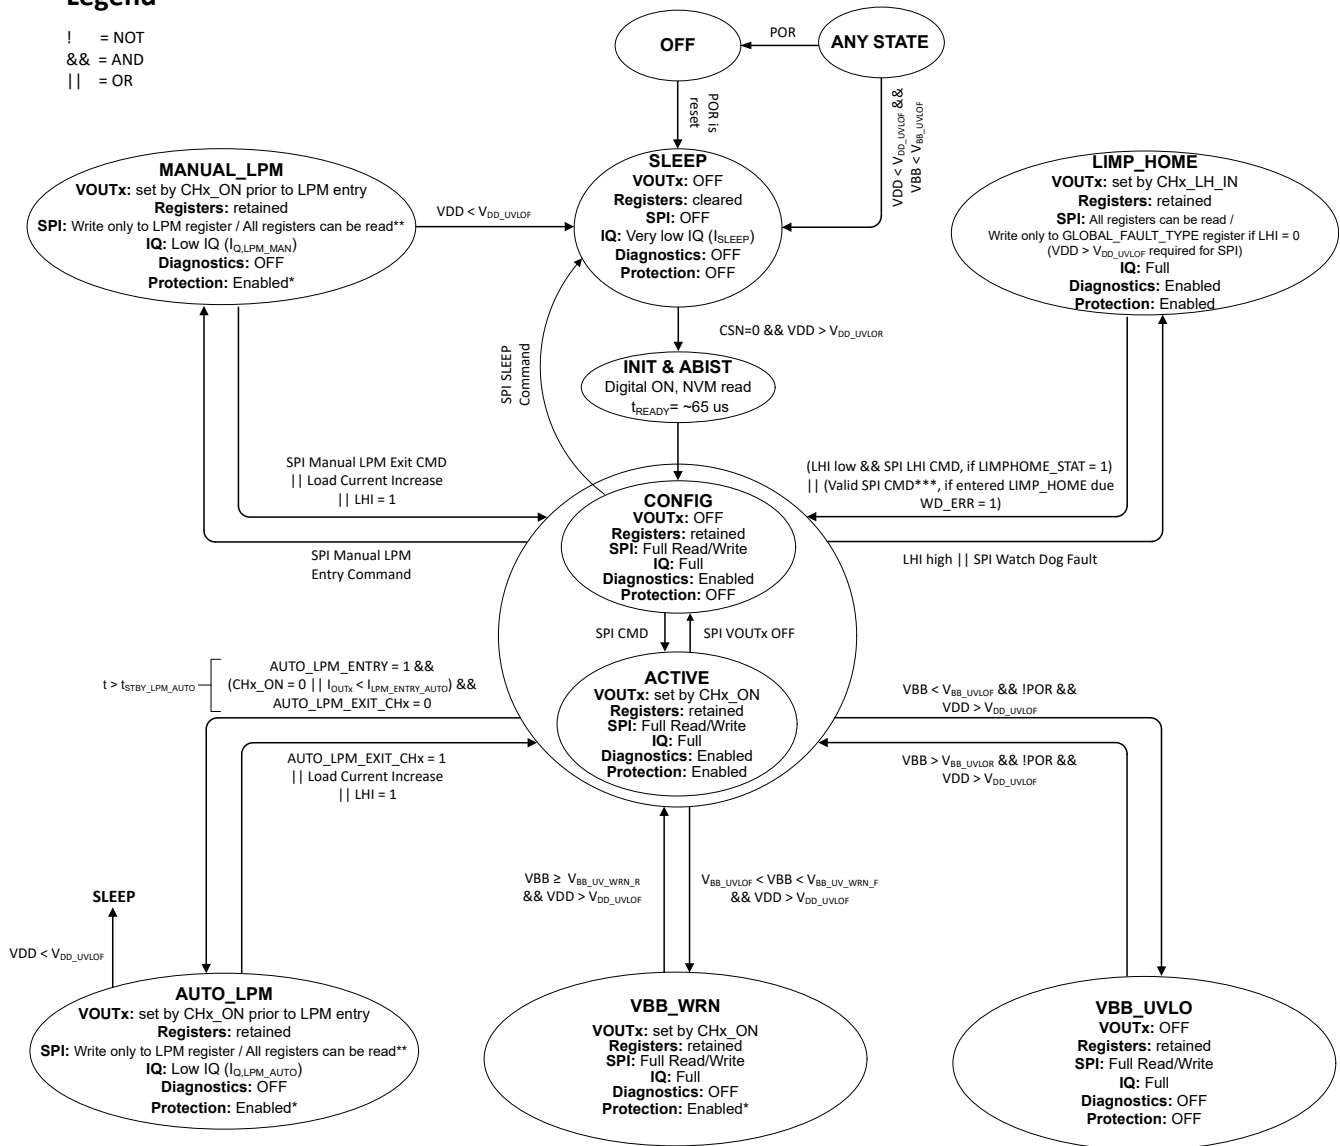 Legend
! = NOT
&& = AND
|| = OR
OFF
POR
ANY STATE
POR is
reset
VDD < VDD_UVLOF &&
VBB < VBB_UVLOF
MANUAL_LPM
VOUTx: set by CHx_ON prior to LPM entry
Registers: retained
SPI: Write only to LPM register / All registers can be read**
IQ: Low IQ (IQ,LPM_MAN)
Diagnostics: OFF
Protection: Enabled*
VDD < VDD_UVLOF
SLEEP
VOUTx: OFF
Registers: cleared
SPI: OFF
IQ: Very low IQ (ISLEEP)
Diagnostics: OFF
Protection: OFF
LIMP_HOME
VOUTx: set by CHx_LH_IN
Registers: retained
SPI: All registers can be read /
Write only to GLOBAL_FAULT_TYPE register if LHI = 0
(VDD > VDD_UVLOF required for SPI)
IQ: Full
Diagnostics: Enabled
Protection: Enabled
CSN=0 && VDD > VDD_UVLOR
SPI SLEEP
Command
INIT & ABIST
Digital ON, NVM read
tREADY= ~65 us
SPI Manual LPM Exit CMD
|| Load Current Increase
|| LHI = 1
SPI Manual LPM
Entry Command
(LHI low && SPI LHI CMD, if LIMPHOME_STAT = 1)
|| (Valid SPI CMD***, if entered LIMP_HOME due
WD_ERR = 1)
LHI high || SPI Watch Dog Fault
CONFIG
VOUTx: OFF
Registers: retained
SPI: Full Read/Write
IQ: Full
Diagnostics: Enabled
Protection: OFF
SPI CMD
SPI VOUTx OFF
ACTIVE
VOUTx: set by CHx_ON
Registers: retained
SPI: Full Read/Write
IQ: Full
Diagnostics: Enabled
Protection: Enabled
t > tSTBY_LPM_AUTO
AUTO_LPM_ENTRY = 1 &&
(CHx_ON = 0 || IOUTx < ILPM_ENTRY_AUTO) &&
AUTO_LPM_EXIT_CHx = 0
AUTO_LPM_EXIT_CHx = 1
|| Load Current Increase
|| LHI = 1
VBB < VBB_UVLOF && !POR &&
VDD > VDD_UVLOF
VBB > VBB_UVLOR && !POR &&
VDD > VDD_UVLOF
VBB ≥ VBB_UV_WRN_R
&& VDD > VDD_UVLOF
VBB_UVLOF < VBB < VBB_UV_WRN_F
&& VDD > VDD_UVLOF
SLEEP
VDD < VDD_UVLOF
AUTO_LPM
VOUTx: set by CHx_ON prior to LPM entry
Registers: retained
SPI: Write only to LPM register / All registers can be read**
IQ: Low IQ (IQ,LPM_AUTO)
Diagnostics: OFF
Protection: Enabled*
VBB_WRN
VOUTx: set by CHx_ON
Registers: retained
SPI: Full Read/Write
IQ: Full
Diagnostics: OFF
Protection: Enabled*
VBB_UVLO
VOUTx: OFF
Registers: retained
SPI: Full Read/Write
IQ: Full
Diagnostics: OFF
Protection: OFF